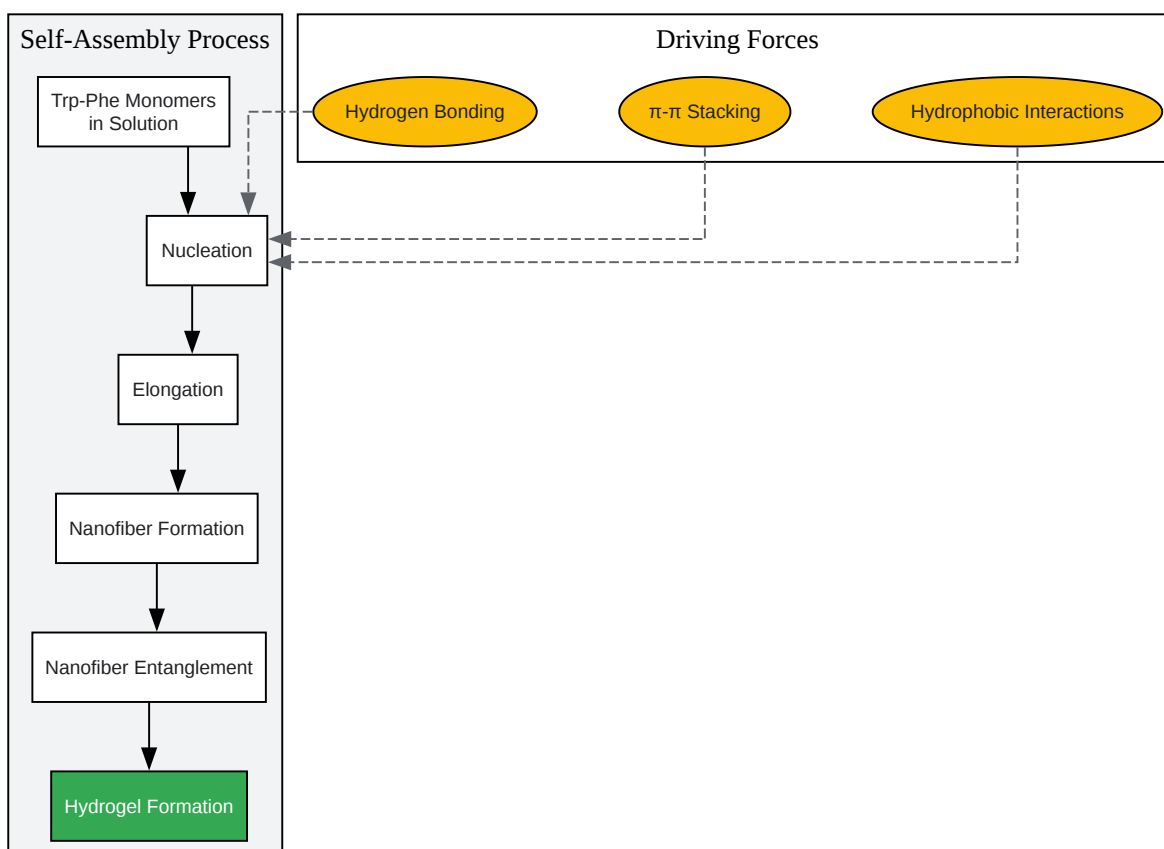 Self-Assembly Process
Driving Forces
Trp-Phe Monomers
in Solution
Hydrogen Bonding
π-π Stacking
Hydrophobic Interactions
Nucleation
Elongation
Nanofiber Formation
Nanofiber Entanglement
Hydrogel Formation